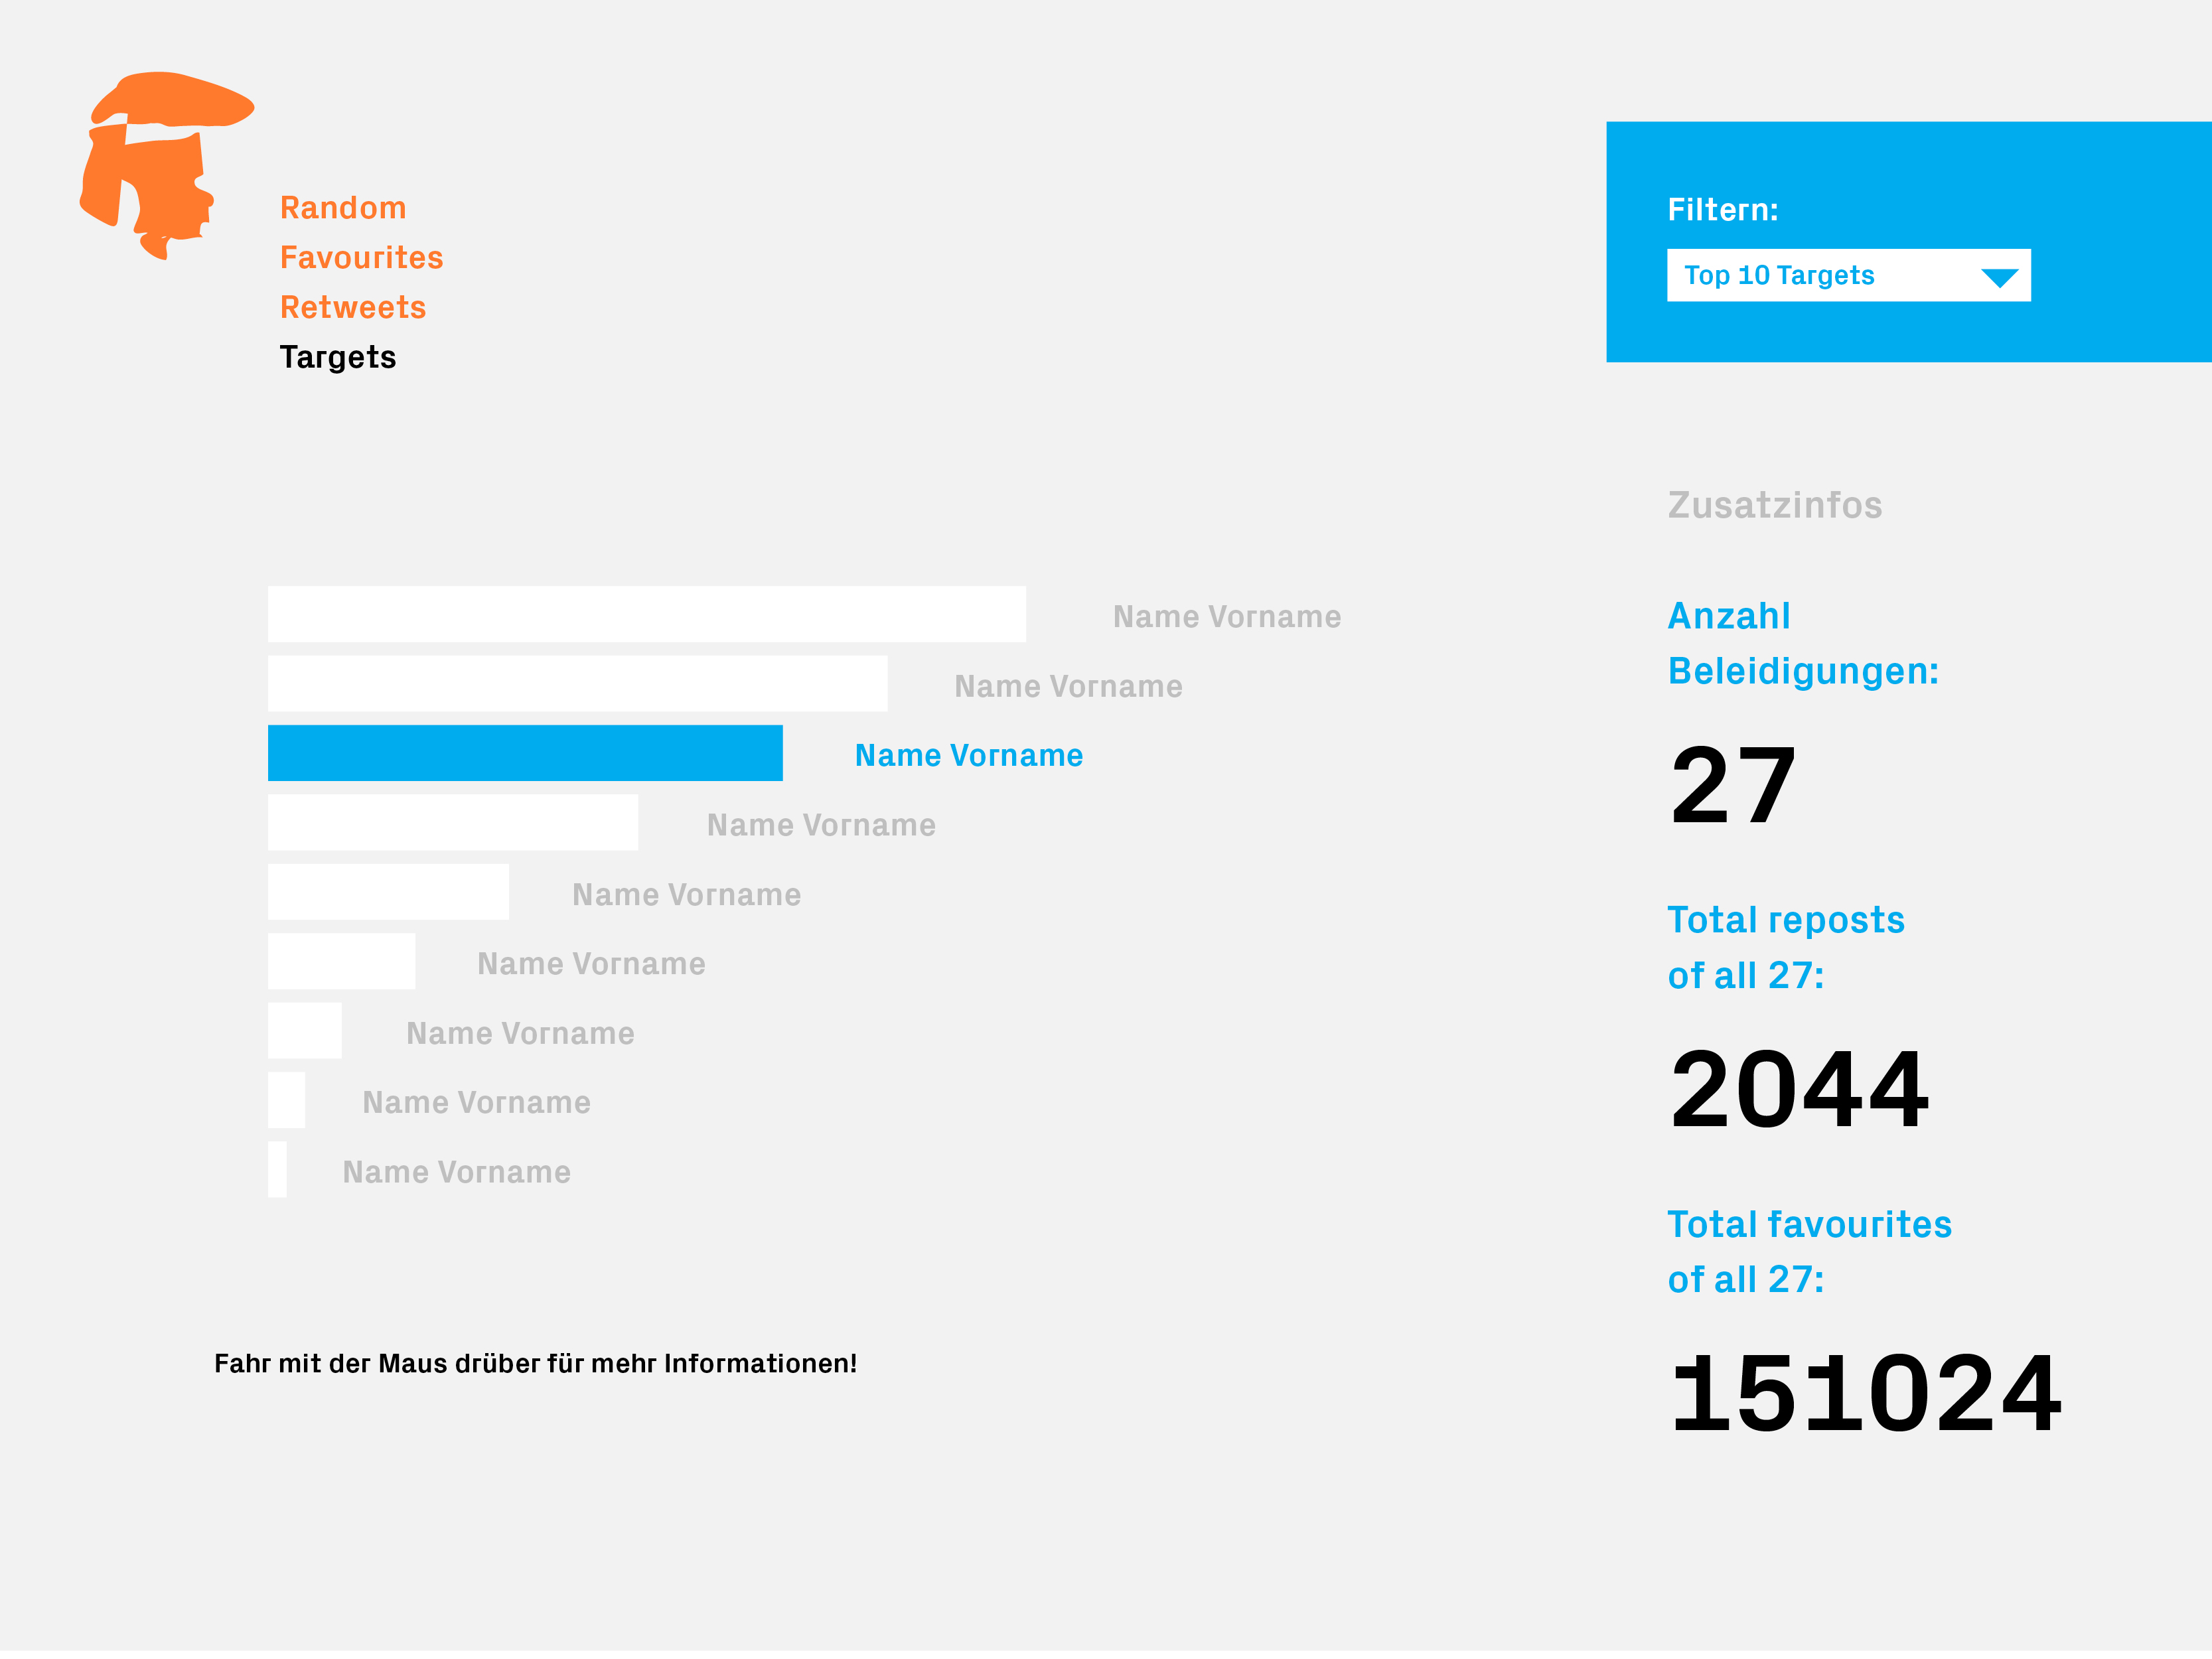 Random
Favourites
Retweets
Targets
Filtern:
Top 10 Targets
Name Vorname
Name Vorname
Name Vorname
Name Vorname
Name Vorname
Name Vorname
Name Vorname
Name Vorname
Name Vorname
Fahr mit der Maus drüber für mehr Informationen!
Zusatzinfos
Anzahl
Beleidigungen:
27
Total reposts
of all 27:
2044
Total favourites
of all 27:
151024